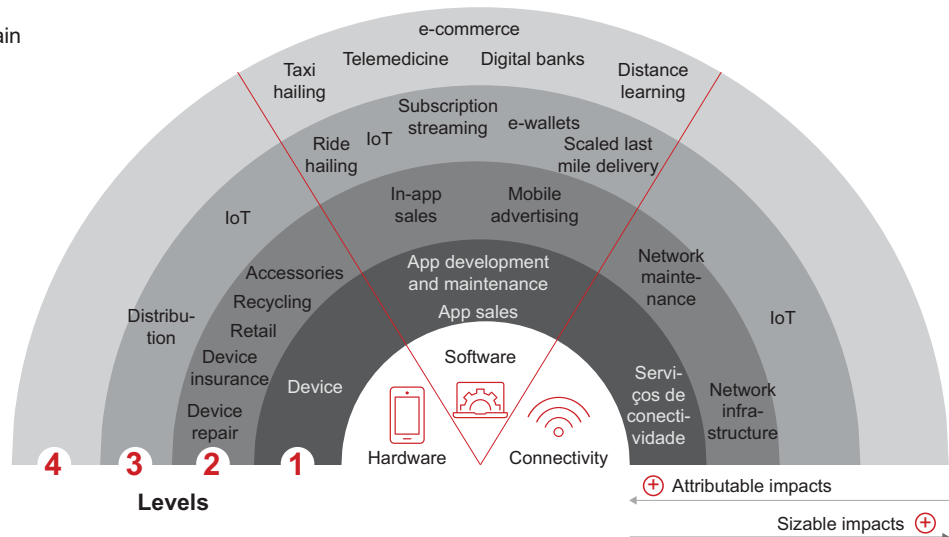 ain
e-commerce
Telemedicine
Digital banks
Taxi
hailing
Distance
learning
Subscription
streaming
e-wallets
IoT
Ride
hailing
Scaled last
mile delivery
In-app
sales
Mobile
advertising
IoT
Accessories
Recycling
Retail
Distribu-
tion
Device
insurance
Device
repair
Device
App development
and maintenance
App sales
Software
Hardware
Connectivity
Network
mainte-
nance
IoT
Servi-
ços de
conecti-
vidade
Network
infra-
structure
4
3
2
1
Levels
Attributable impacts
Sizable impacts